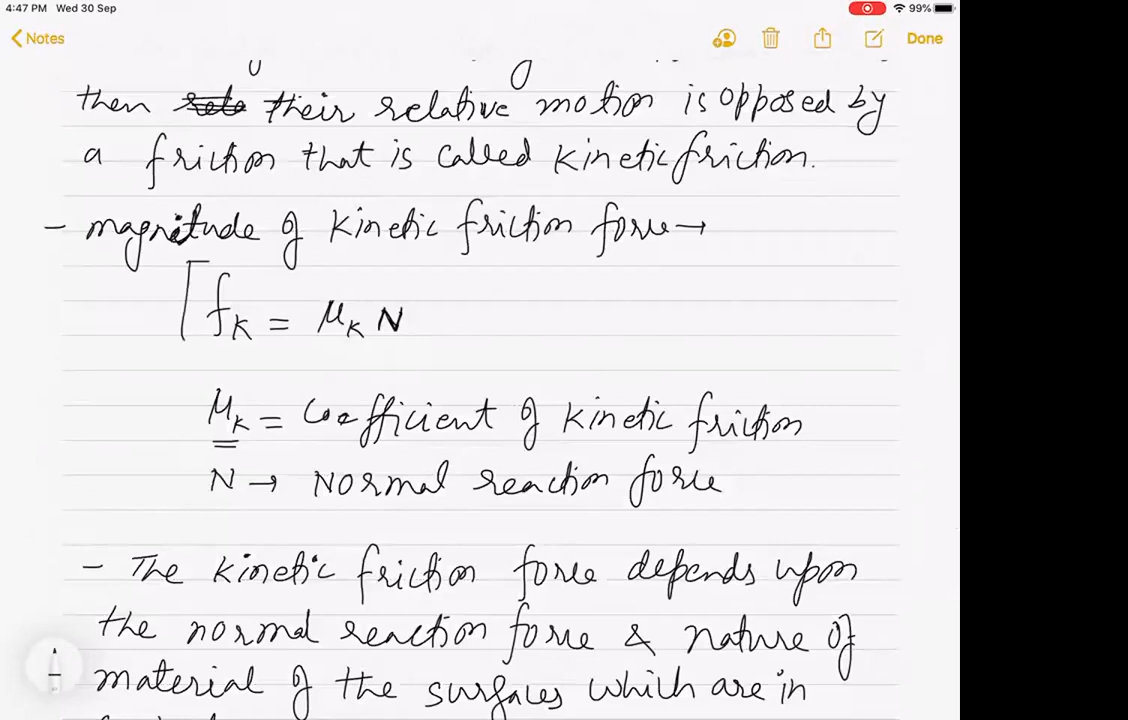 4:47 PM Wed 30 Sep 99%
Notes Done
then their relative motion is opposed by
a friction that is called kinetic friction.
- magnitude of kinetic friction force →
fK = μK N
μK = Coefficient of kinetic friction
N → Normal reaction force
- The kinetic friction force depends upon
the normal reaction force & nature of
material of the surfaces which are in